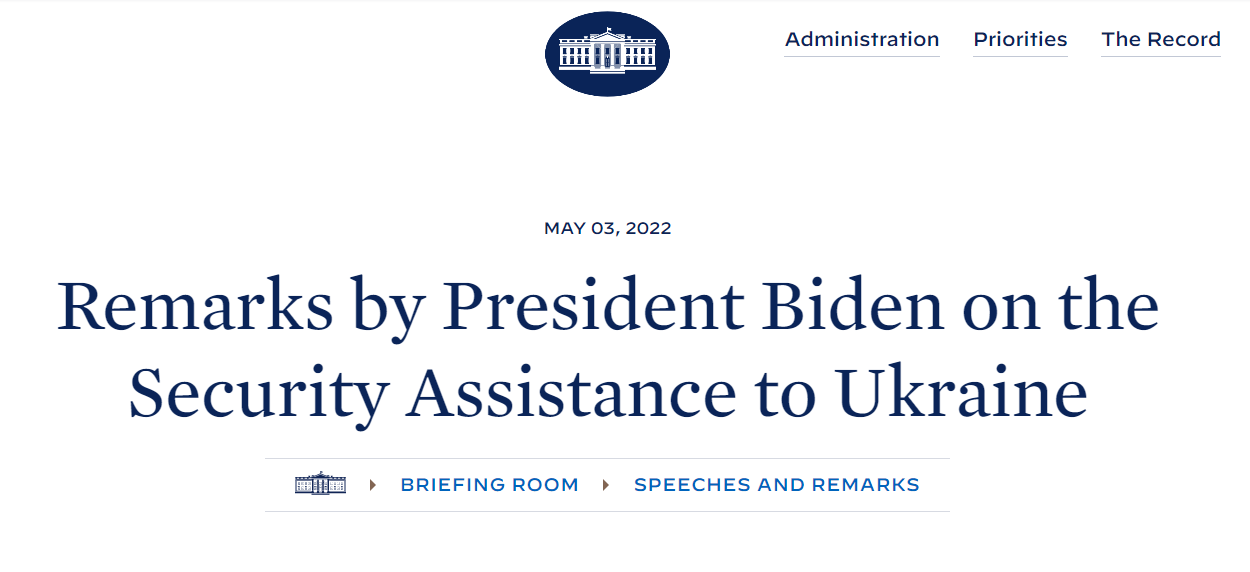 Administration Priorities The Record
MAY 03, 2022
Remarks by President Biden on the
Security Assistance to Ukraine
BRIEFING ROOM SPEECHES AND REMARKS